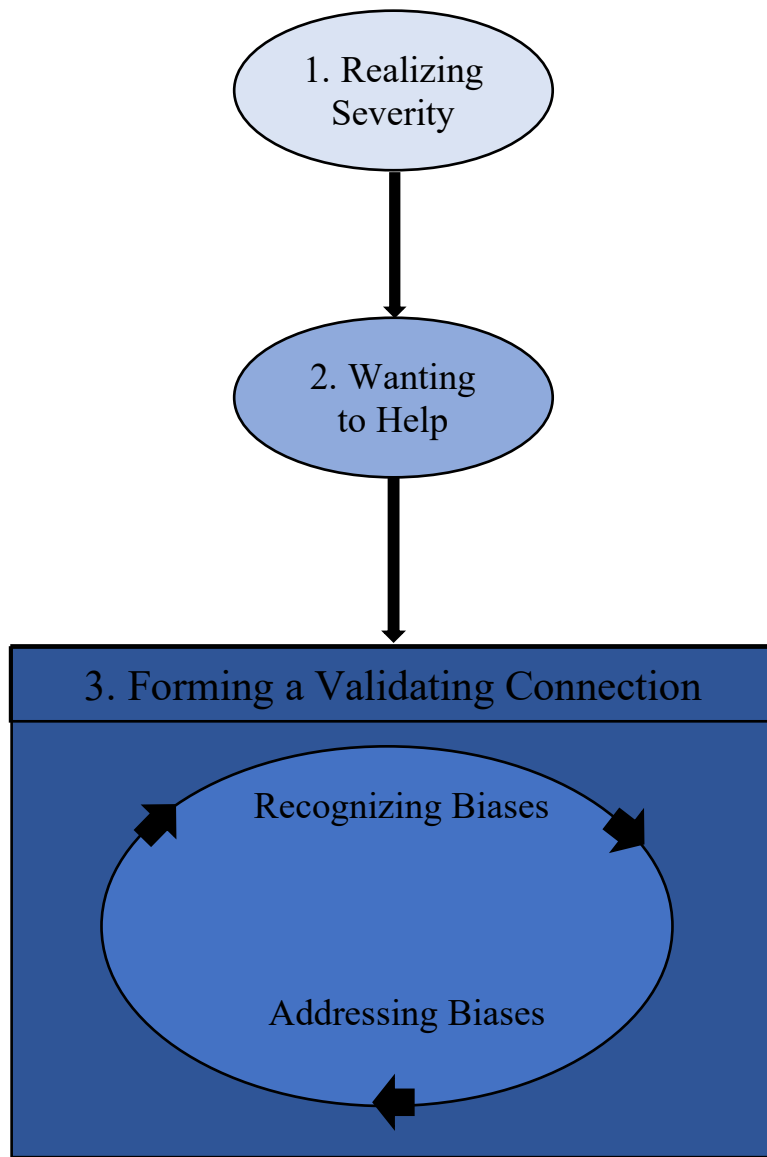 1. Realizing
Severity
2. Wanting
to Help
3. Forming a Validating Connection
Recognizing Biases
Addressing Biases